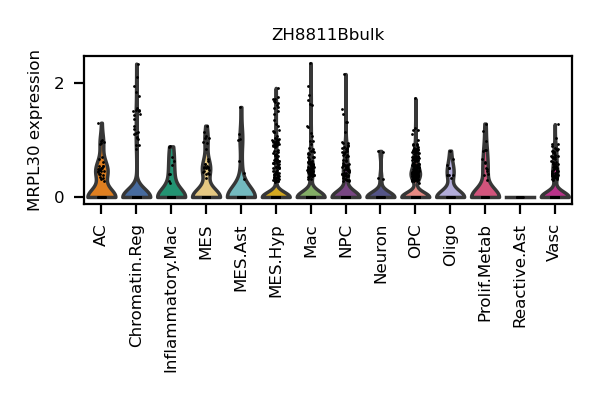 ZH8811Bbulk
MRPL30 expression
2
0
AC
Chromatin.Reg
Inflammatory.Mac
MES
MES.Ast
MES.Hyp
Mac
NPC
Neuron
OPC
Oligo
Prolif.Metab
Reactive.Ast
Vasc